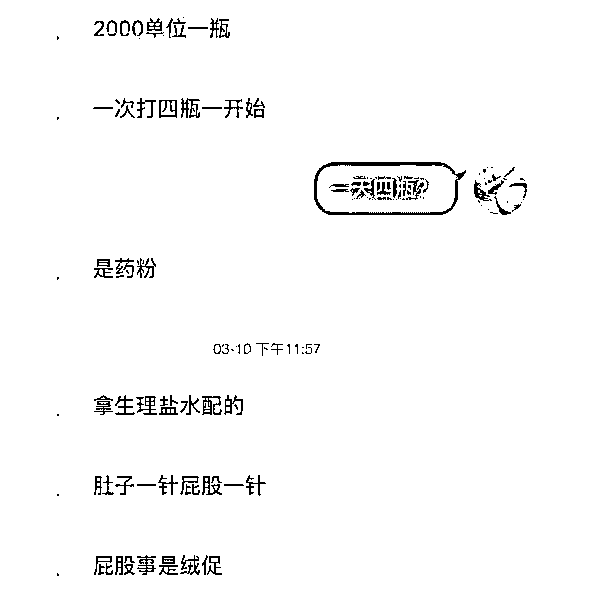 2000单位一瓶
一次打四瓶一开始
一天四瓶?
是药粉
03-10 下午11:57
拿生理盐水配的
肚子一针屁股一针
屁股事是绒促